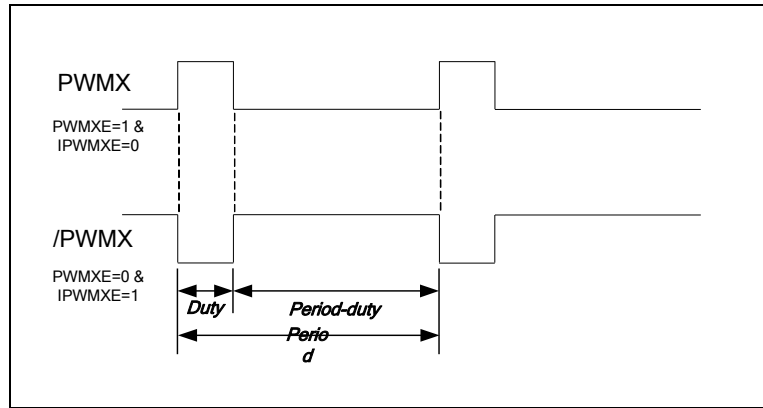 PWMX
PWMXE=1 &
IPWMXE=0
/PWMX
PWMXE=0 &
IPWMXE=1
Duty
Period-duty
Perio
d